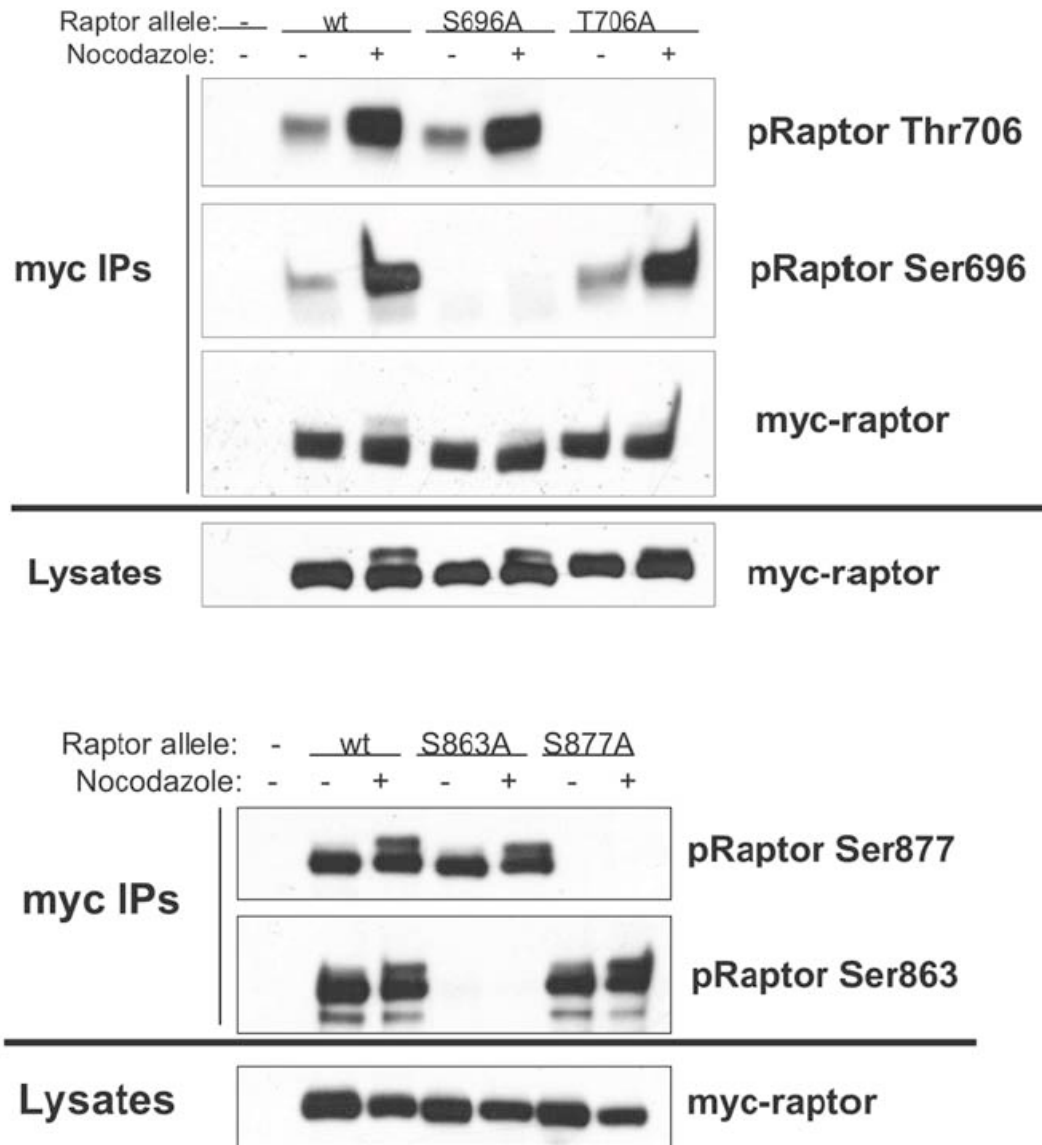 Raptor allele: - wt S696A T706A
Nocodazole: - - + - + - +
pRaptor Thr706
myc IPs
pRaptor Ser696
myc-raptor
Lysates
myc-raptor
Raptor allele: - wt S863A S877A
Nocodazole: - - + - + - +
pRaptor Ser877
myc IPs
pRaptor Ser863
Lysates
myc-raptor